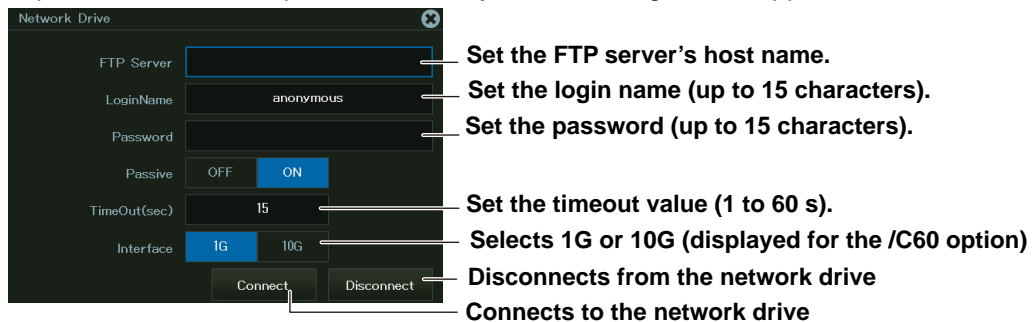 Network Drive
FTP Server
Set the FTP server's host name.
LoginName anonymous
Set the login name (up to 15 characters).
Password
Set the password (up to 15 characters).
Passive OFF ON
TimeOut(sec) 15
Set the timeout value (1 to 60 s).
Interface 1G 10G
Selects 1G or 10G (displayed for the /C60 option)
Connect Disconnect
Disconnects from the network drive
Connects to the network drive